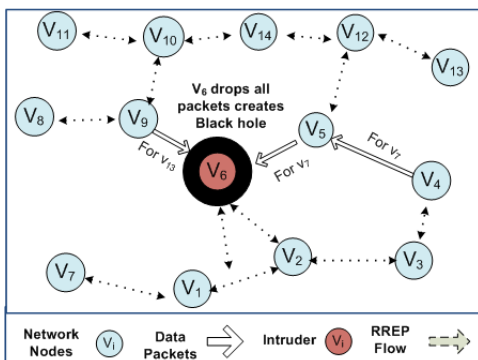 V11
V10
V14
V12
V13
V6 drops all
packets creates
Black hole
V8
V9
V5
For v13
For v7
For v7
V6
V4
V7
V1
V2
V3
Network
Nodes
Vi
Data
Packets
Intruder
Vi
RREP
Flow